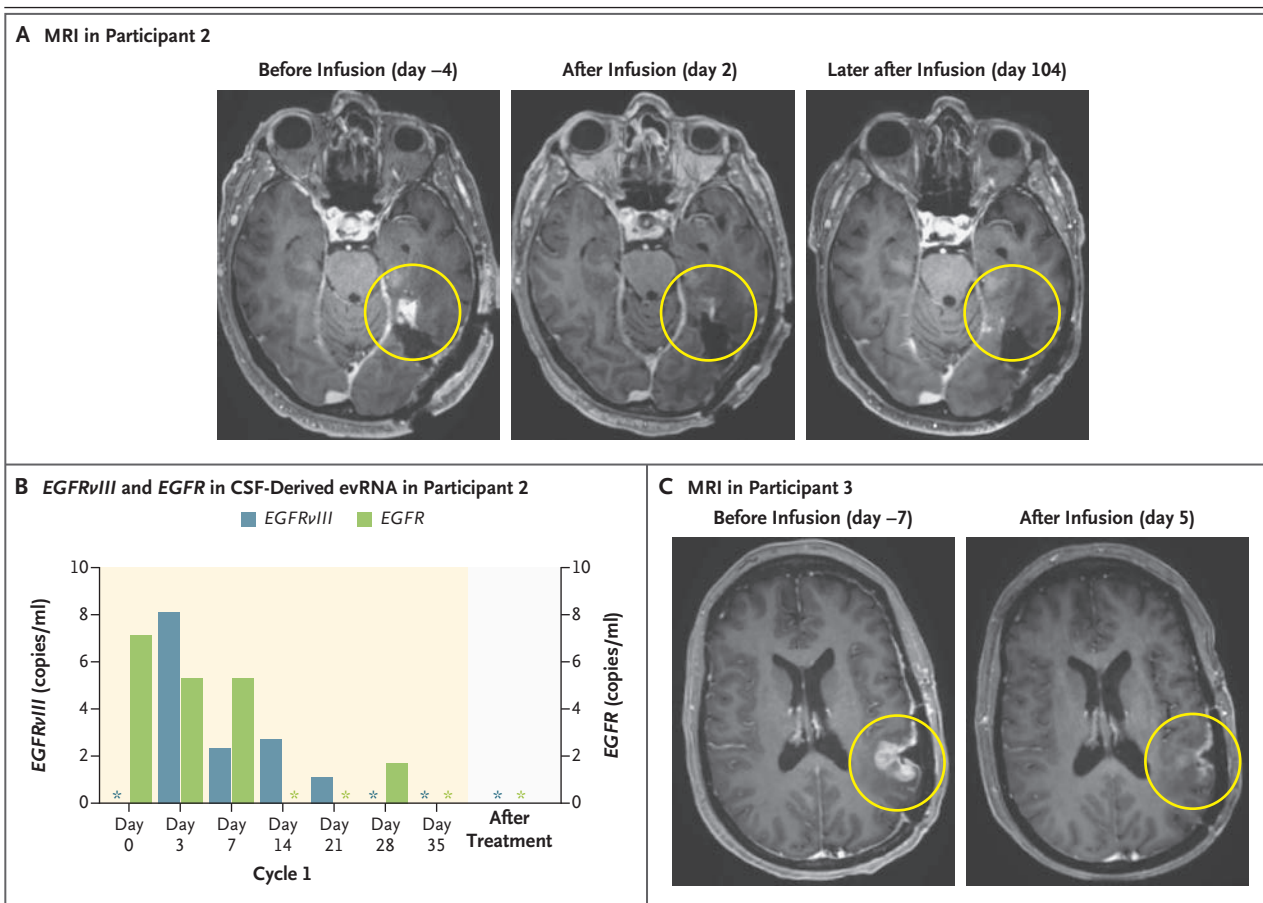 A MRI in Participant 2
Before Infusion (day −4)
After Infusion (day 2)
Later after Infusion (day 104)
B EGFRvIII and EGFR in CSF-Derived evRNA in Participant 2
EGFRvIII
EGFR
EGFRvIII (copies/ml)
10
8
6
4
2
0
* * * * * * * *
10
8
6
4
2
0
EGFR (copies/ml)
Day 0
Day 3
Day 7
Day 14
Day 21
Day 28
Day 35
After Treatment
Cycle 1
C MRI in Participant 3
Before Infusion (day −7)
After Infusion (day 5)